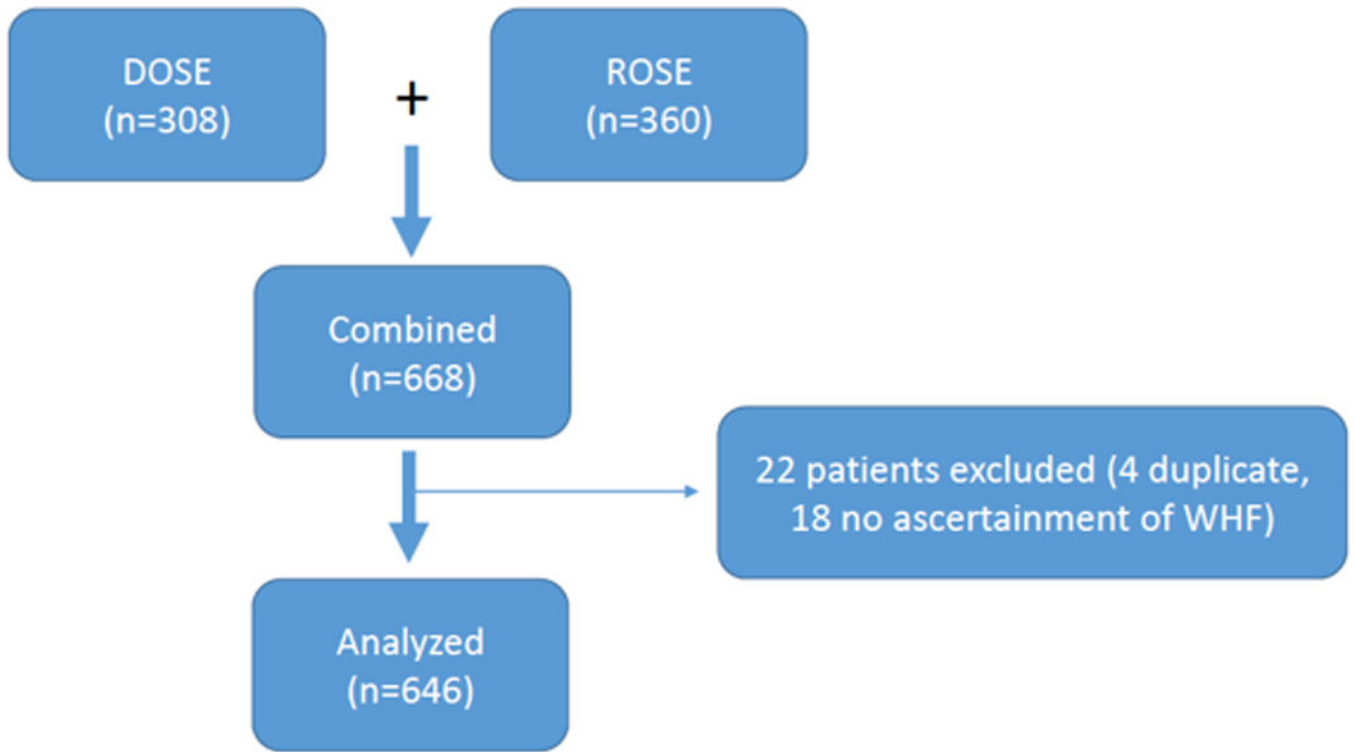 DOSE
(n=308)
+
ROSE
(n=360)
Combined
(n=668)
22 patients excluded (4 duplicate,
18 no ascertainment of WHF)
Analyzed
(n=646)